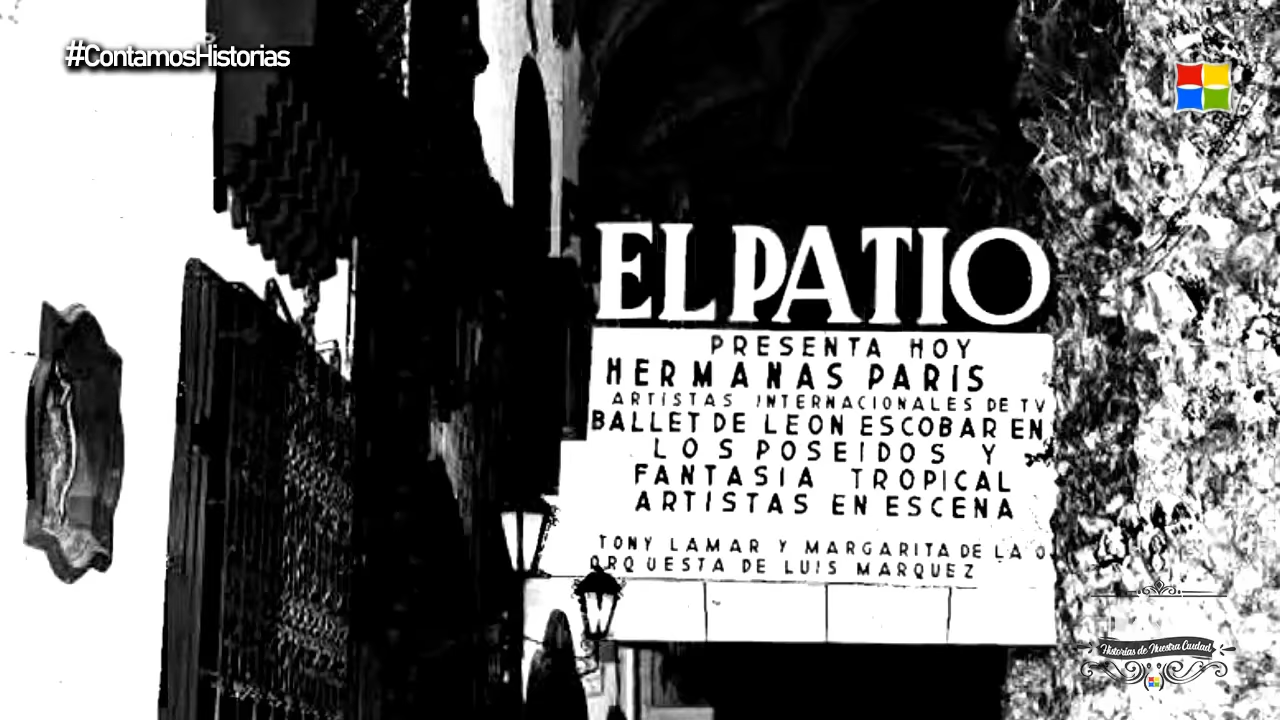 #ContamosHistorias
EL PATIO
PRESENTA HOY
HERMANAS PARIS
ARTISTAS INTERNACIONALES DE TV
BALLET DE LEON ESCOBAR EN
LOS POSEIDOS Y
FANTASIA TROPICAL
ARTISTAS EN ESCENA
TONY LAMAR Y MARGARITA DE LA O
ORQUESTA DE LUIS MARQUEZ
Historias de Nuestra Ciudad